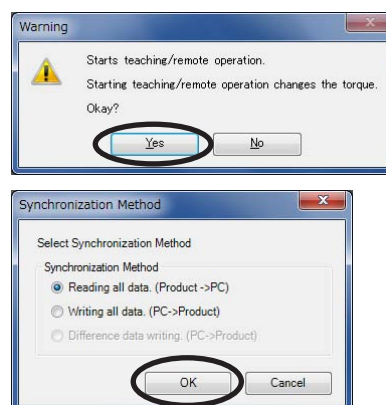 Warning
Starts teaching/remote operation.
Starting teaching/remote operation changes the torque.
Okay?
Yes
No
Synchronization Method
Select Synchronization Method
Synchronization Method
Reading all data. (Product ->PC)
Writing all data. (PC->Product)
Difference data writing. (PC->Product)
OK
Cancel